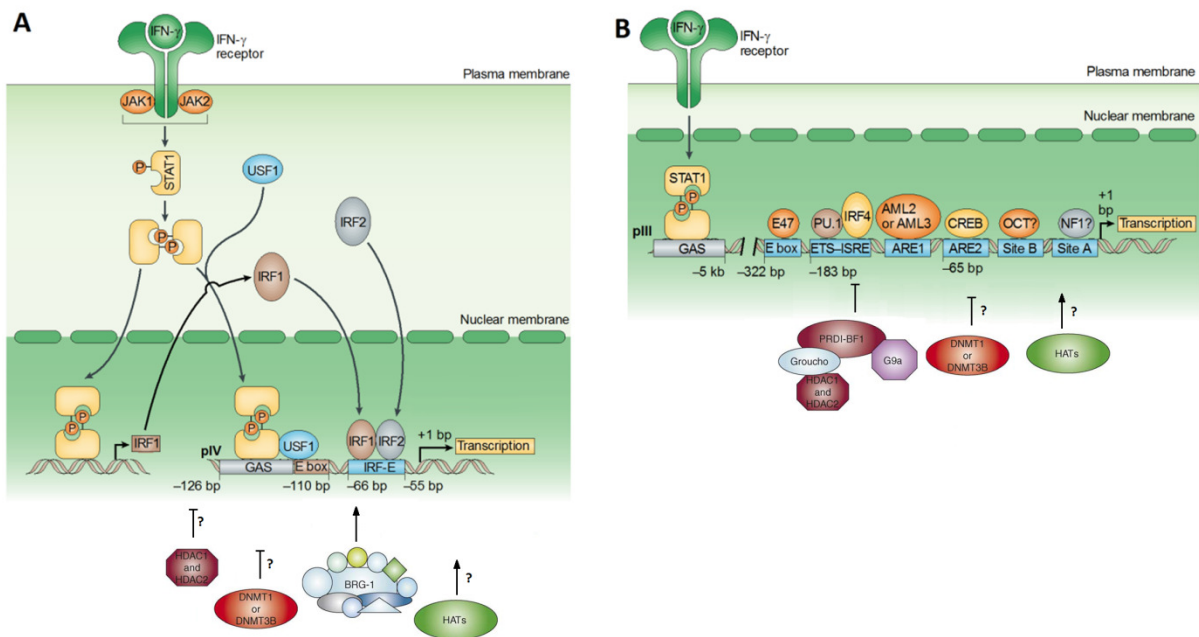 A
IFN-γ
IFN-γ
receptor
Plasma membrane
JAK1
JAK2
P
STAT1
USF1
P
P
IRF2
IRF1
Nuclear membrane
P
P
IRF1
P
P
USF1
IRF1
IRF2
+1 bp
Transcription
pIV
GAS
E box
IRF-E
–126 bp
–110 bp
–66 bp
–55 bp
?
HDAC1
and
HDAC2
?
DNMT1
or
DNMT3B
BRG-1
?
HATs
B
IFN-γ
IFN-γ
receptor
Plasma membrane
Nuclear membrane
STAT1
P
P
pIII
GAS
–5 kb
E47
PU.1
IRF4
AML2
or AML3
CREB
OCT?
NF1?
+1
bp
Transcription
E box
ETS–ISRE
ARE1
ARE2
Site B
Site A
–322 bp
–183 bp
–65 bp
PRDI-BF1
Groucho
G9a
HDAC1
and
HDAC2
?
DNMT1
or
DNMT3B
?
HATs